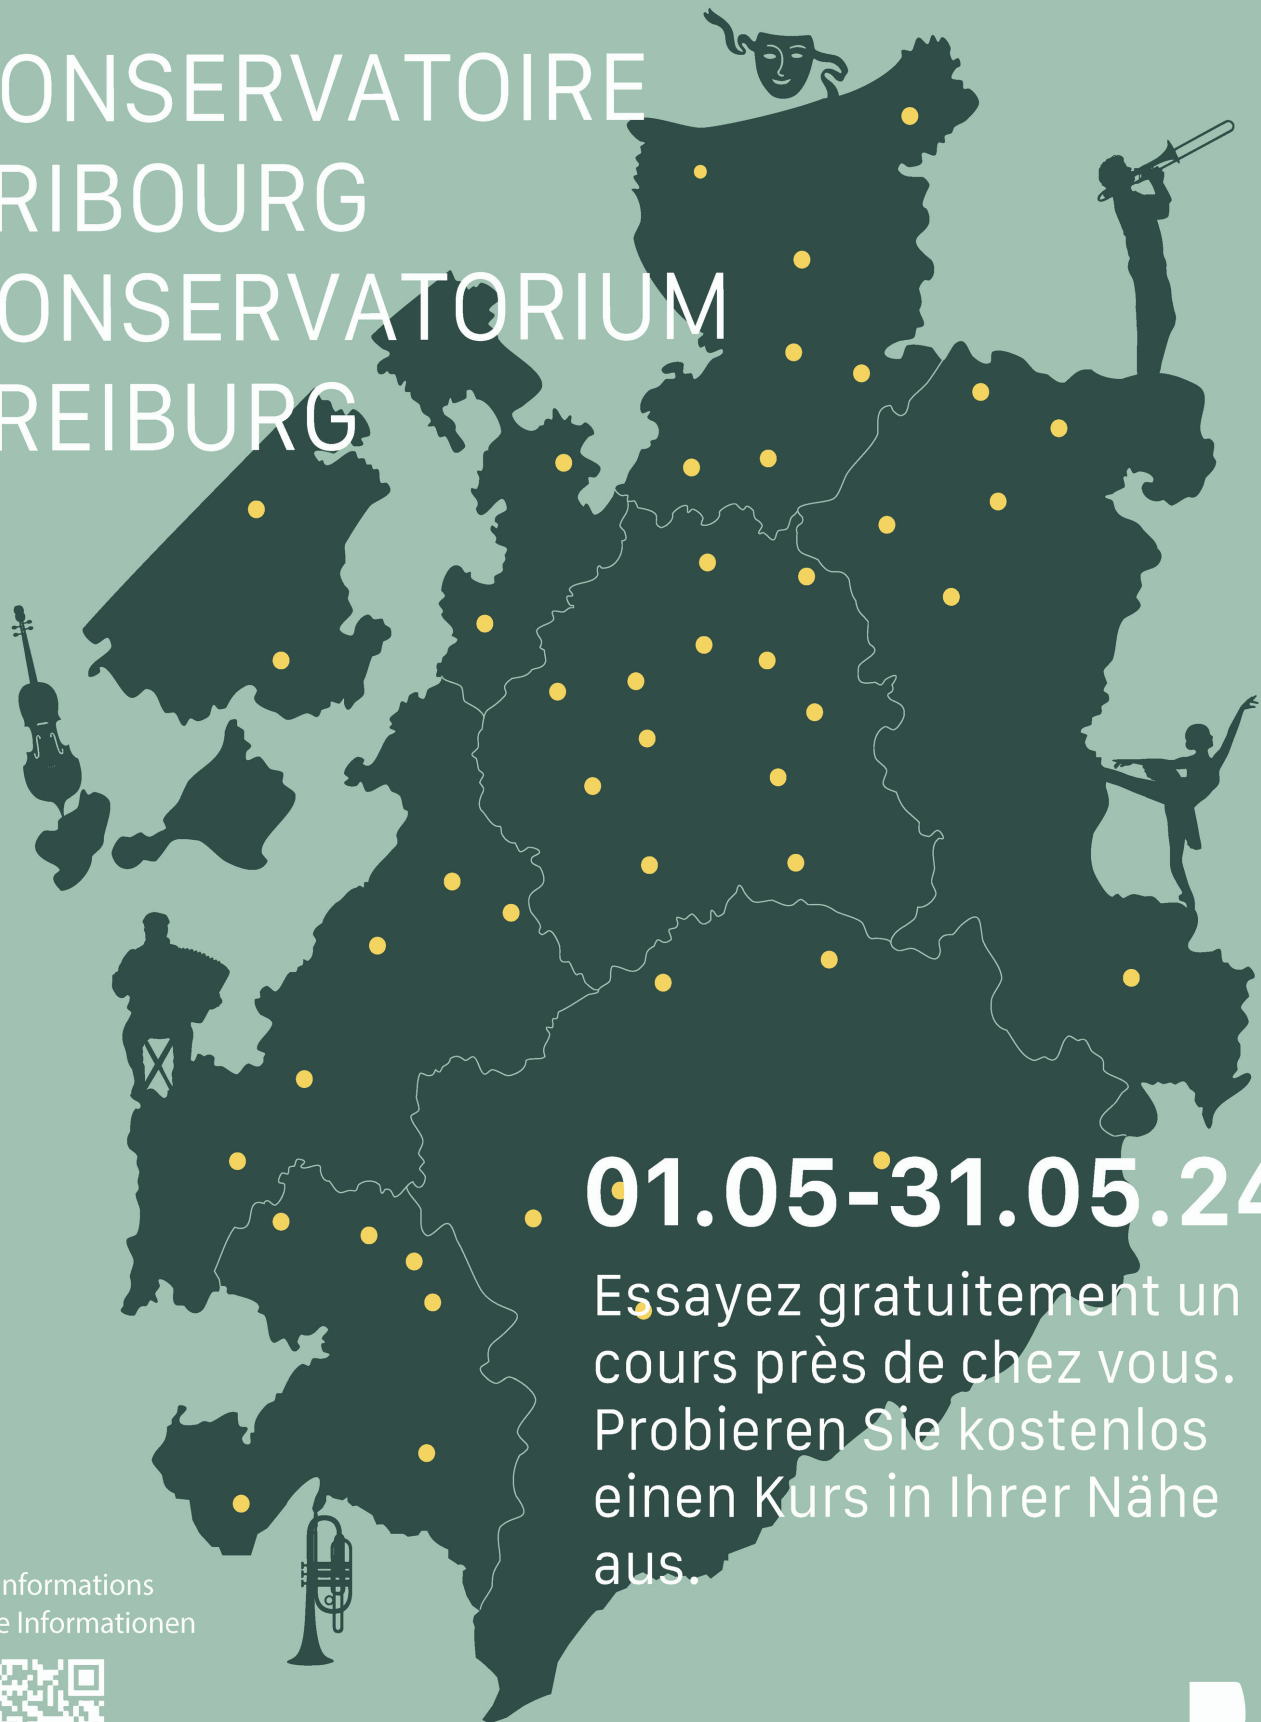 ONSERVATOIRE
RIBOURG
ONSERVATORIUM
REIBURG
01.05-31.05.24
Essayez gratuitement un
cours près de chez vous.
Probieren Sie kostenlos
einen Kurs in Ihrer Nähe
aus.
nformations
e Informationen